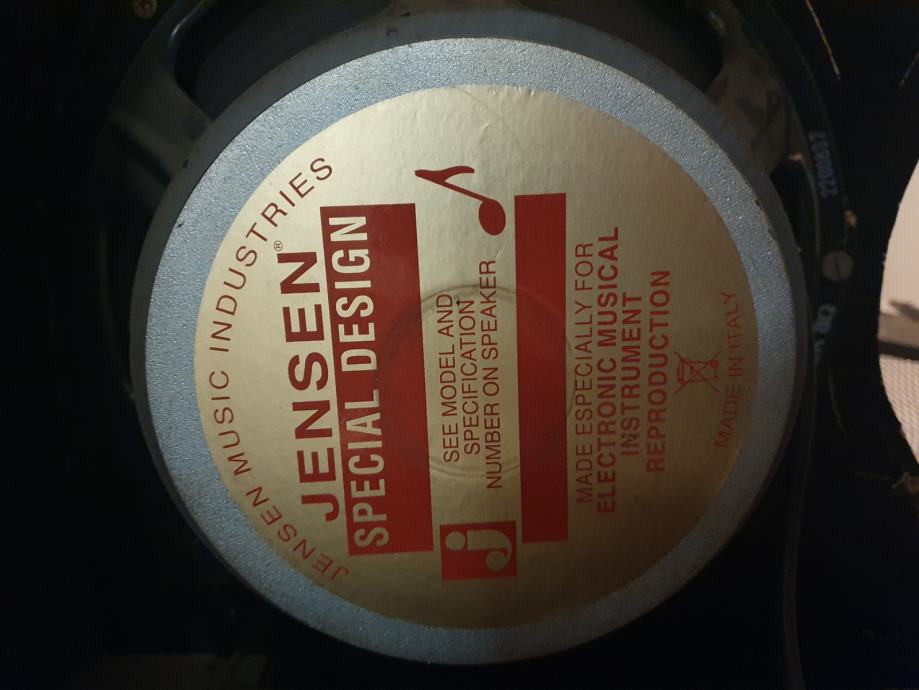 JENSEN MUSIC INDUSTRIES
JENSEN®
SPECIAL DESIGN
SEE MODEL AND
SPECIFICATION
NUMBER ON SPEAKER
j
MADE ESPECIALLY FOR
ELECTRONIC MUSICAL
INSTRUMENT
REPRODUCTION
MADE IN ITALY